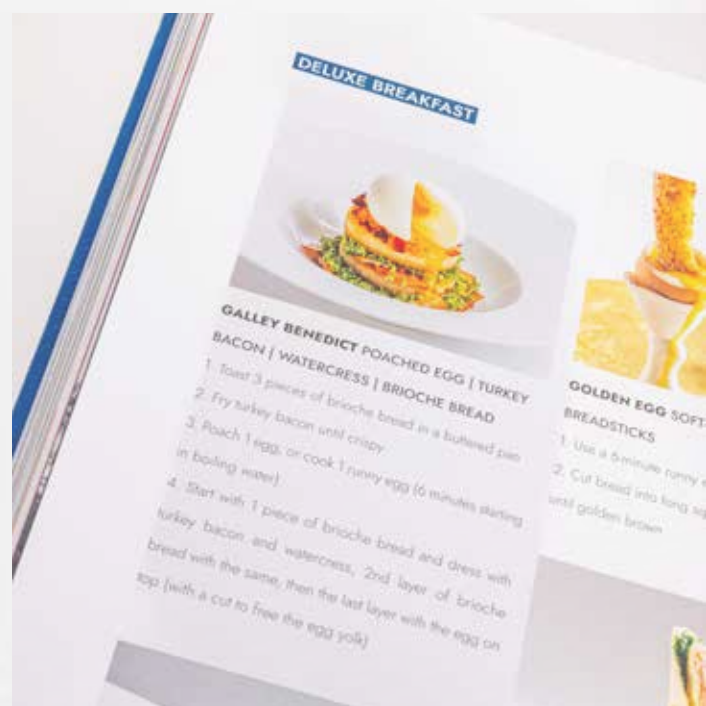 DELUXE BREAKFAST
GALLEY BENEDICT POACHED EGG | TURKEY
BACON | WATERCRESS | BRIOCHE BREAD
1. Toast 3 pieces of brioche bread in a buttered pan
2. Fry turkey bacon until crispy
3. Poach 1 egg, or cook 1 runny egg (6 minutes starting
in boiling water)
4. Start with 1 piece of brioche bread and dress with
turkey bacon and watercress, 2nd layer of brioche
bread with the same, then the last layer with the egg on
top (with a cut to free the egg yolk)
GOLDEN EGG SOFT-
BREADSTICKS
1. Use a 6-minute runny
2. Cut bread into long
until golden brown